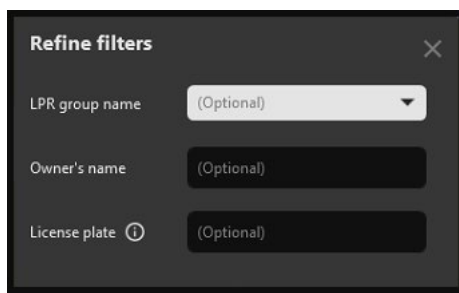 Refine filters
LPR group name (Optional)
Owner's name (Optional)
License plate (Optional)